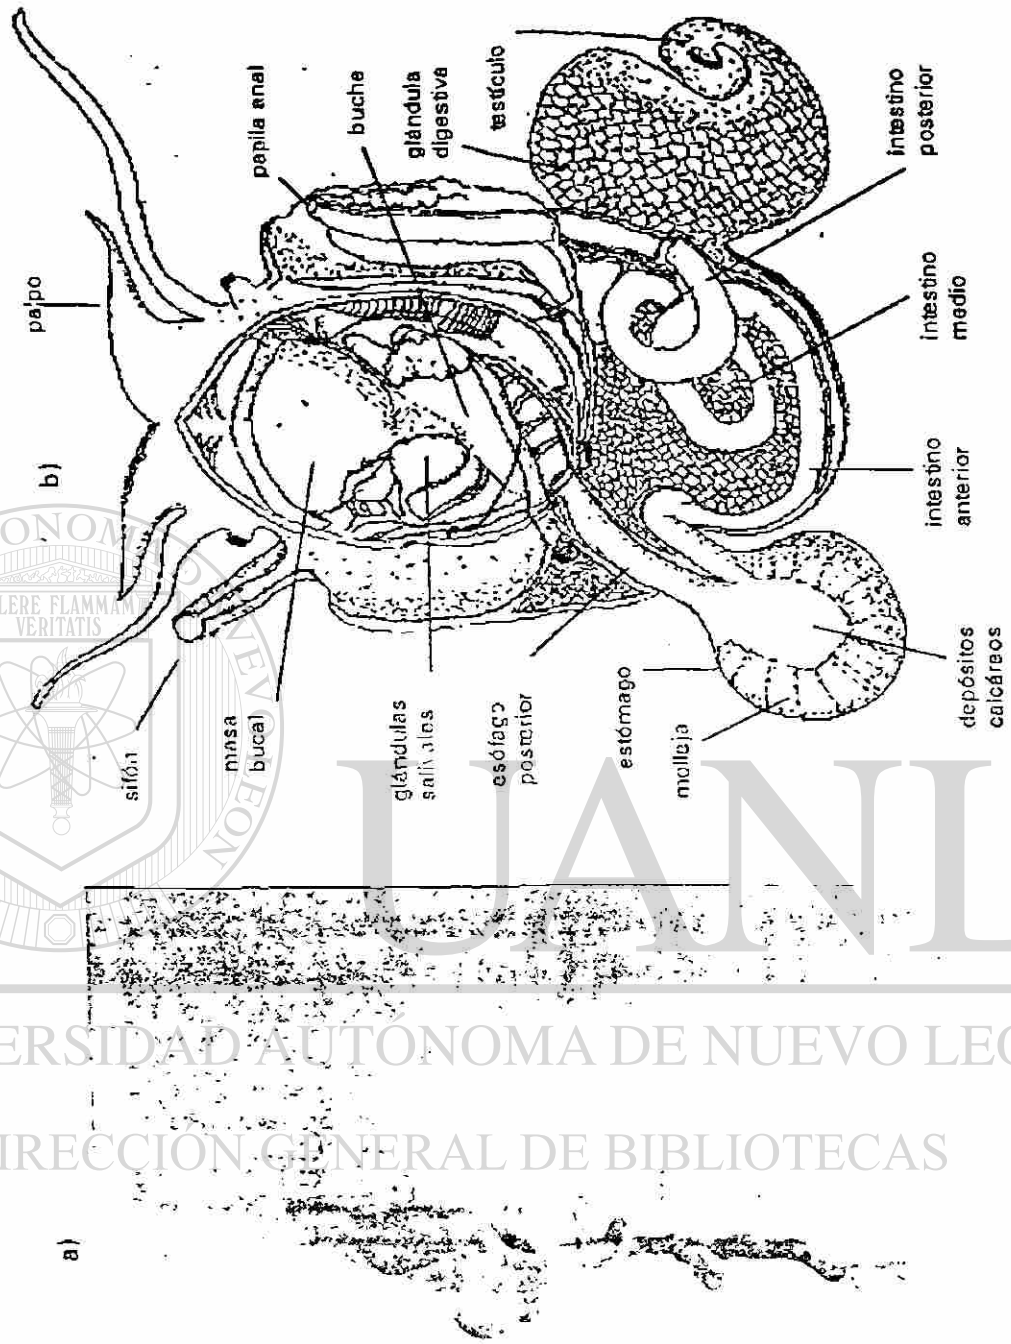 a)
b)
palpo
sifón
masa
bucal
glándulas
salivales
esófago
posterior
estómago
molleja
depósitos
calcáreos
intestino
anterior
intestino
medio
intestino
posterior
testículo
glándula
digestiva
buche
papila anal
ALERE FLAMMAM
VERITATIS
UANL
UNIVERSIDAD AUTÓNOMA DE NUEVO LEÓN
DIRECCIÓN GENERAL DE BIBLIOTECAS